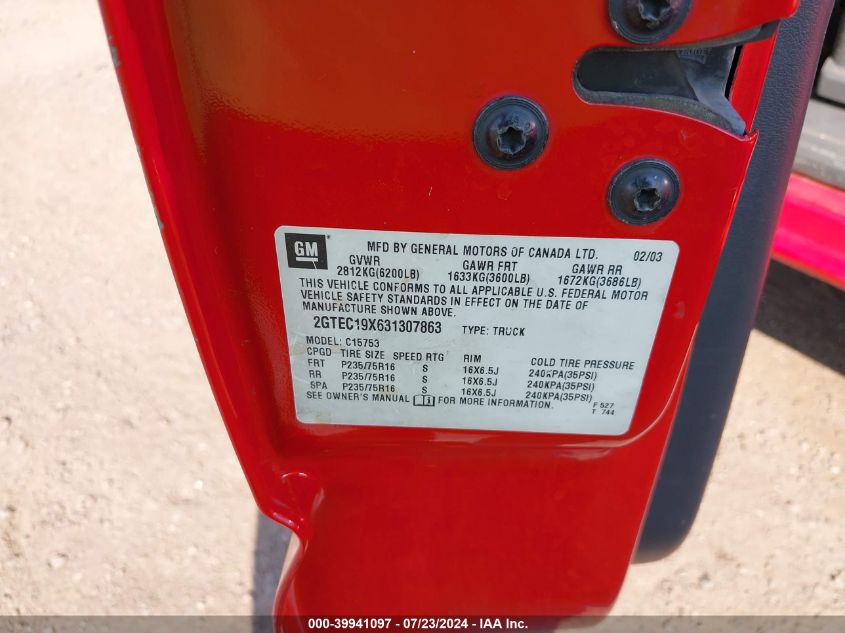 GM
MFD BY GENERAL MOTORS OF CANADA LTD. 02/03
GVWR GAWR FRT GAWR RR
2812KG(6200LB) 1633KG(3600LB) 1672KG(3686LB)
THIS VEHICLE CONFORMS TO ALL APPLICABLE U.S. FEDERAL MOTOR
VEHICLE SAFETY STANDARDS IN EFFECT ON THE DATE OF
MANUFACTURE SHOWN ABOVE.
2GTEC19X631307863 TYPE: TRUCK
MODEL: C15753
CPGD TIRE SIZE SPEED RTG RIM COLD TIRE PRESSURE
FRT P235/75R16 S 16X6.5J 240KPA(35PSI)
RR P235/75R16 S 16X6.5J 240KPA(35PSI)
SPA P235/75R16 S 16X6.5J 240KPA(35PSI)
SEE OWNER'S MANUAL FOR MORE INFORMATION.
F 527
T 744
000-39941097 / 07/23/2024 - IAA Inc.